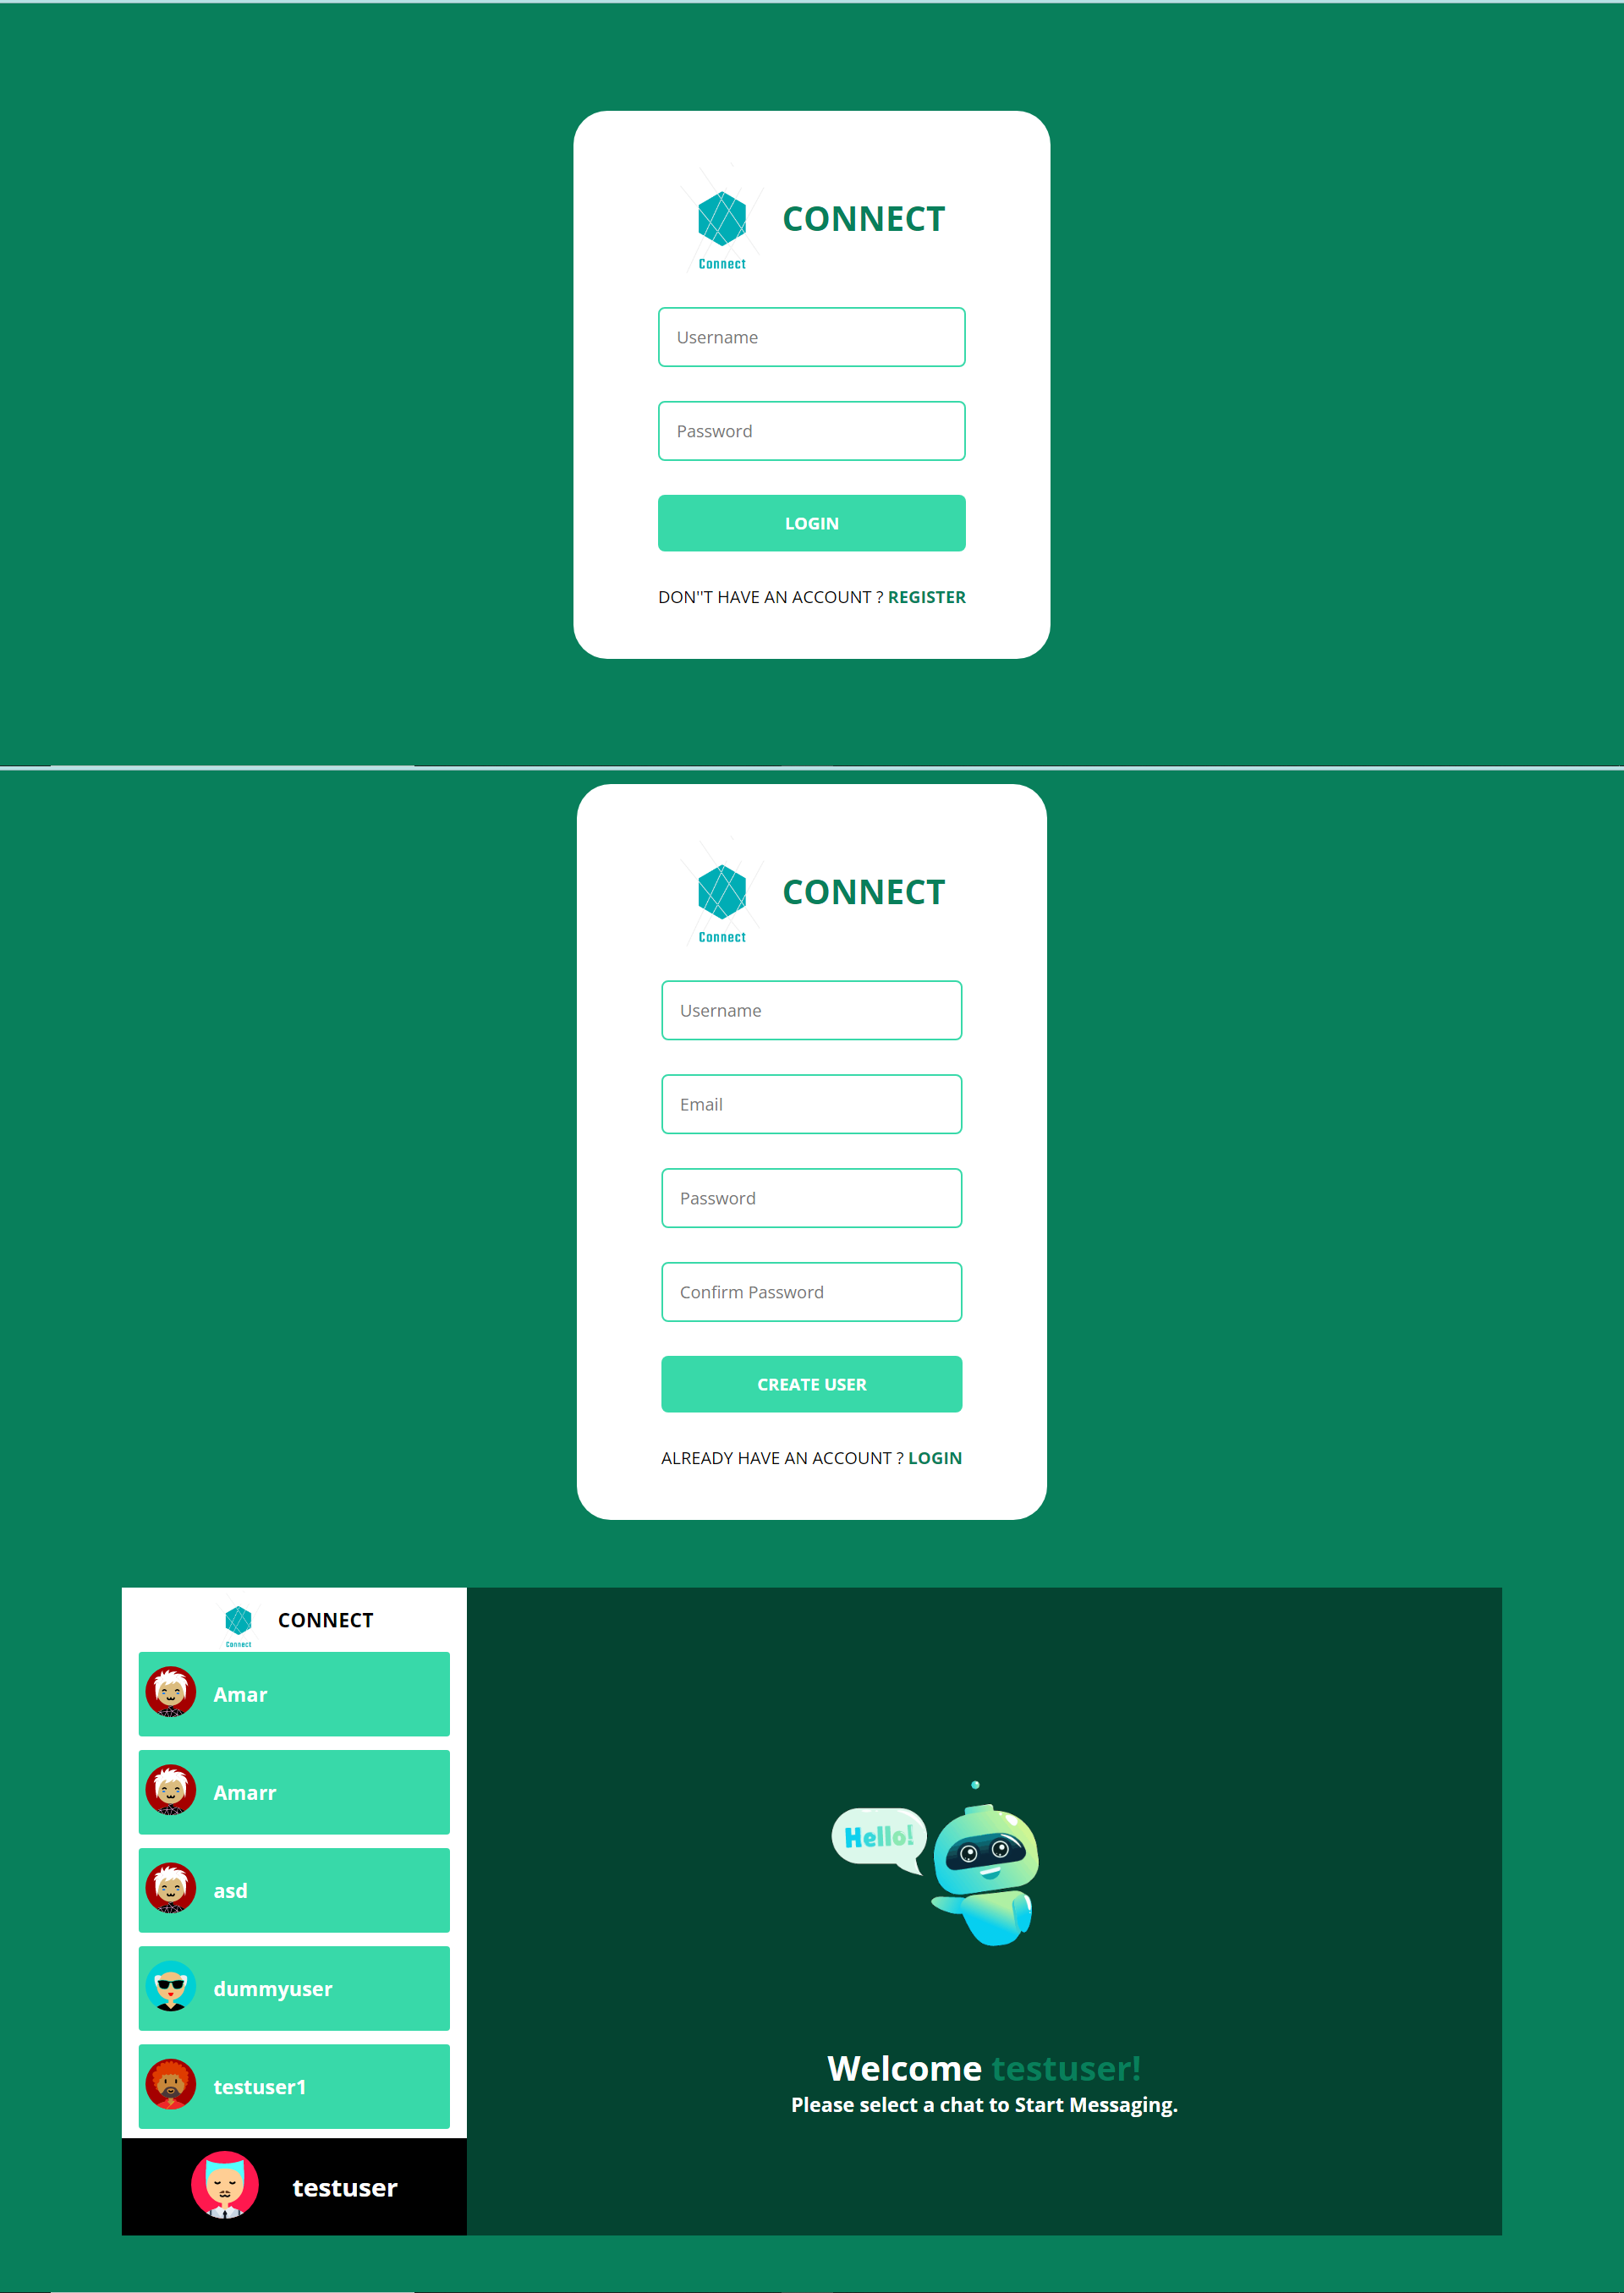 CONNECT
Connect
Username
Password
LOGIN
DON''T HAVE AN ACCOUNT ? REGISTER
CONNECT
Connect
Username
Email
Password
Confirm Password
CREATE USER
ALREADY HAVE AN ACCOUNT ? LOGIN
CONNECT
Connect
Amar
Amarr
asd
dummyuser
testuser1
testuser
Hello!
Welcome testuser!
Please select a chat to Start Messaging.